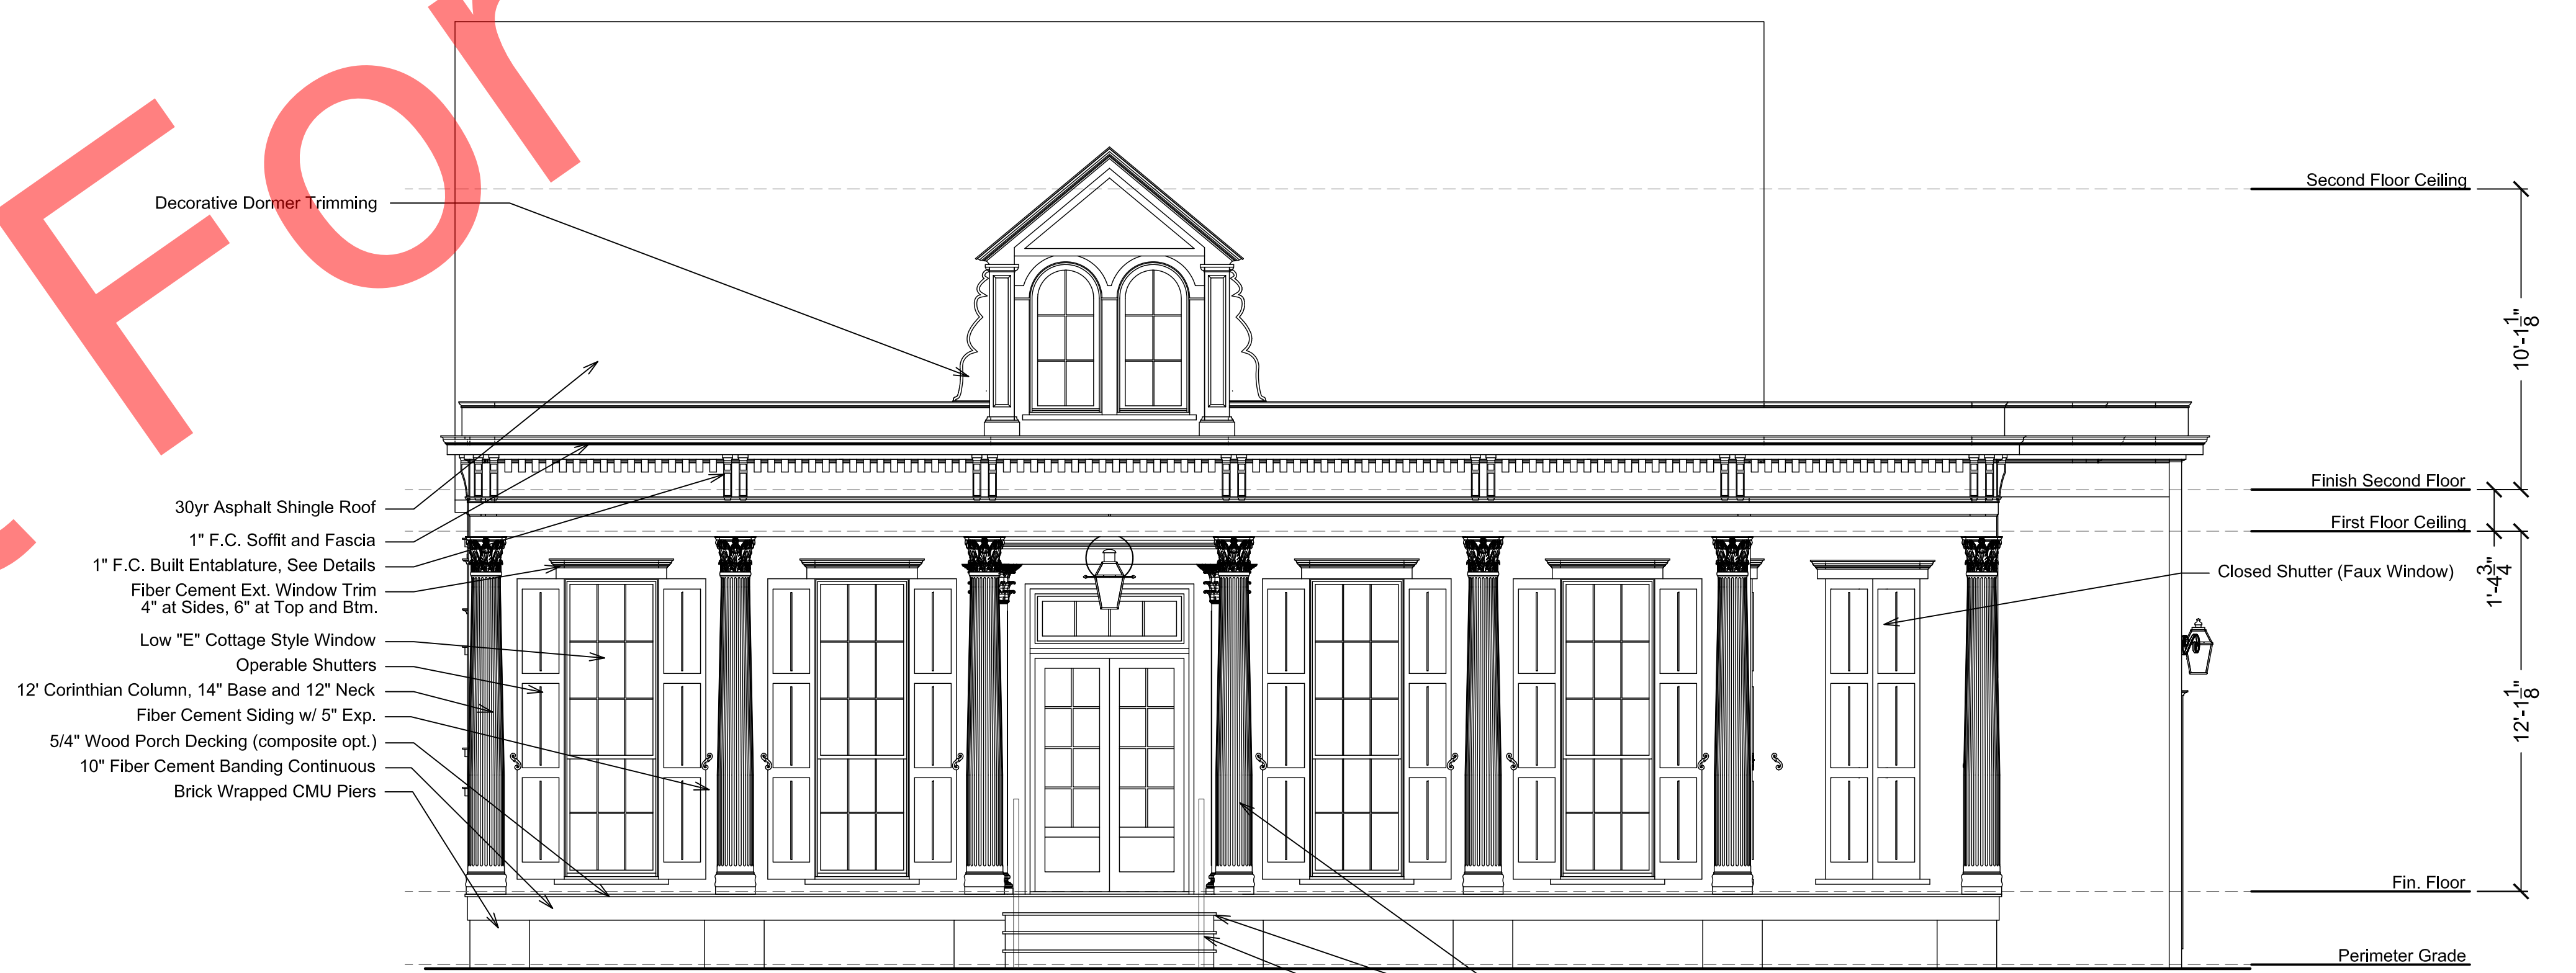 For
Second Floor Ceiling
Decorative Dormer Trimming
10'-1 1/8"
Finish Second Floor
30yr Asphalt Shingle Roof
First Floor Ceiling
1" F.C. Soffit and Fascia
1" F.C. Built Entablature, See Details
Closed Shutter (Faux Window)
1'-4 3/4"
Fiber Cement Ext. Window Trim
4" at Sides, 6" at Top and Btm.
Low "E" Cottage Style Window
Operable Shutters
12' Corinthian Column, 14" Base and 12" Neck
12'-1 1/8"
Fiber Cement Siding w/ 5" Exp.
5/4" Wood Porch Decking (composite opt.)
10" Fiber Cement Banding Continuous
Brick Wrapped CMU Piers
Fin. Floor
Perimeter Grade